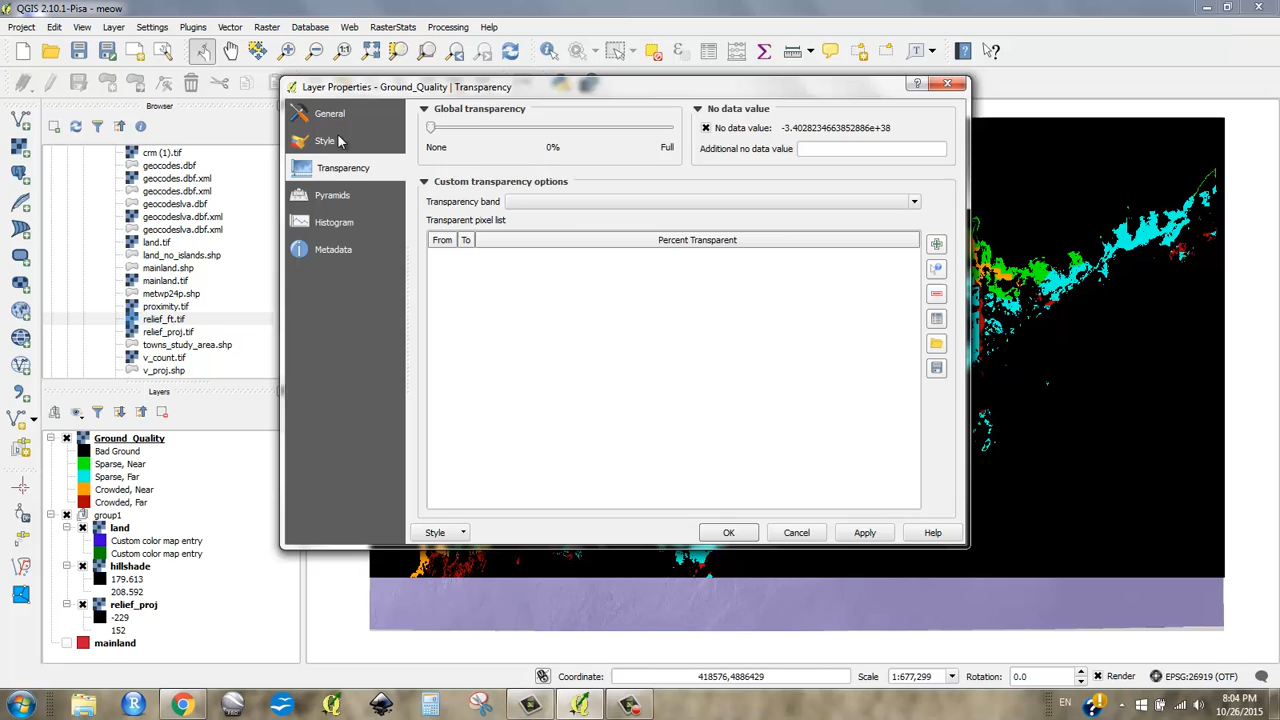 QGIS 2.10.1-Pisa - meow
Project Edit View Layer Settings Plugins Vector Raster Database Web RasterStats Processing Help
Layer Properties - Ground_Quality | Transparency
Browser
crm (1).tif
geocodes.dbf
geocodes.dbf.xml
geocodes.dbf.xml
geocodeslva.dbf
geocodeslva.dbf.xml
geocodeslva.dbf.xml
land.tif
land_no_islands.shp
mainland.shp
mainland.tif
metwp24p.shp
proximity.tif
relief_ft.tif
relief_proj.tif
towns_study_area.shp
v_count.tif
v_proj.shp
Layers
Ground_Quality
Bad Ground
Sparse, Near
Sparse, Far
Crowded, Near
Crowded, Far
group1
land
Custom color map entry
Custom color map entry
hillshade
179.613
208.592
relief_proj
-229
152
mainland
General
Style
Transparency
Pyramids
Histogram
Metadata
Global transparency
None 0% Full
No data value
No data value: -3.4028234663852886e+38
Additional no data value
Custom transparency options
Transparency band
Transparent pixel list
From To Percent Transparent
Style OK Cancel Apply Help
Coordinate: 418576,4886429 Scale 1:677,299 Rotation: 0.0 Render EPSG:26919 (OTF)
EN 8:04 PM
10/26/2015